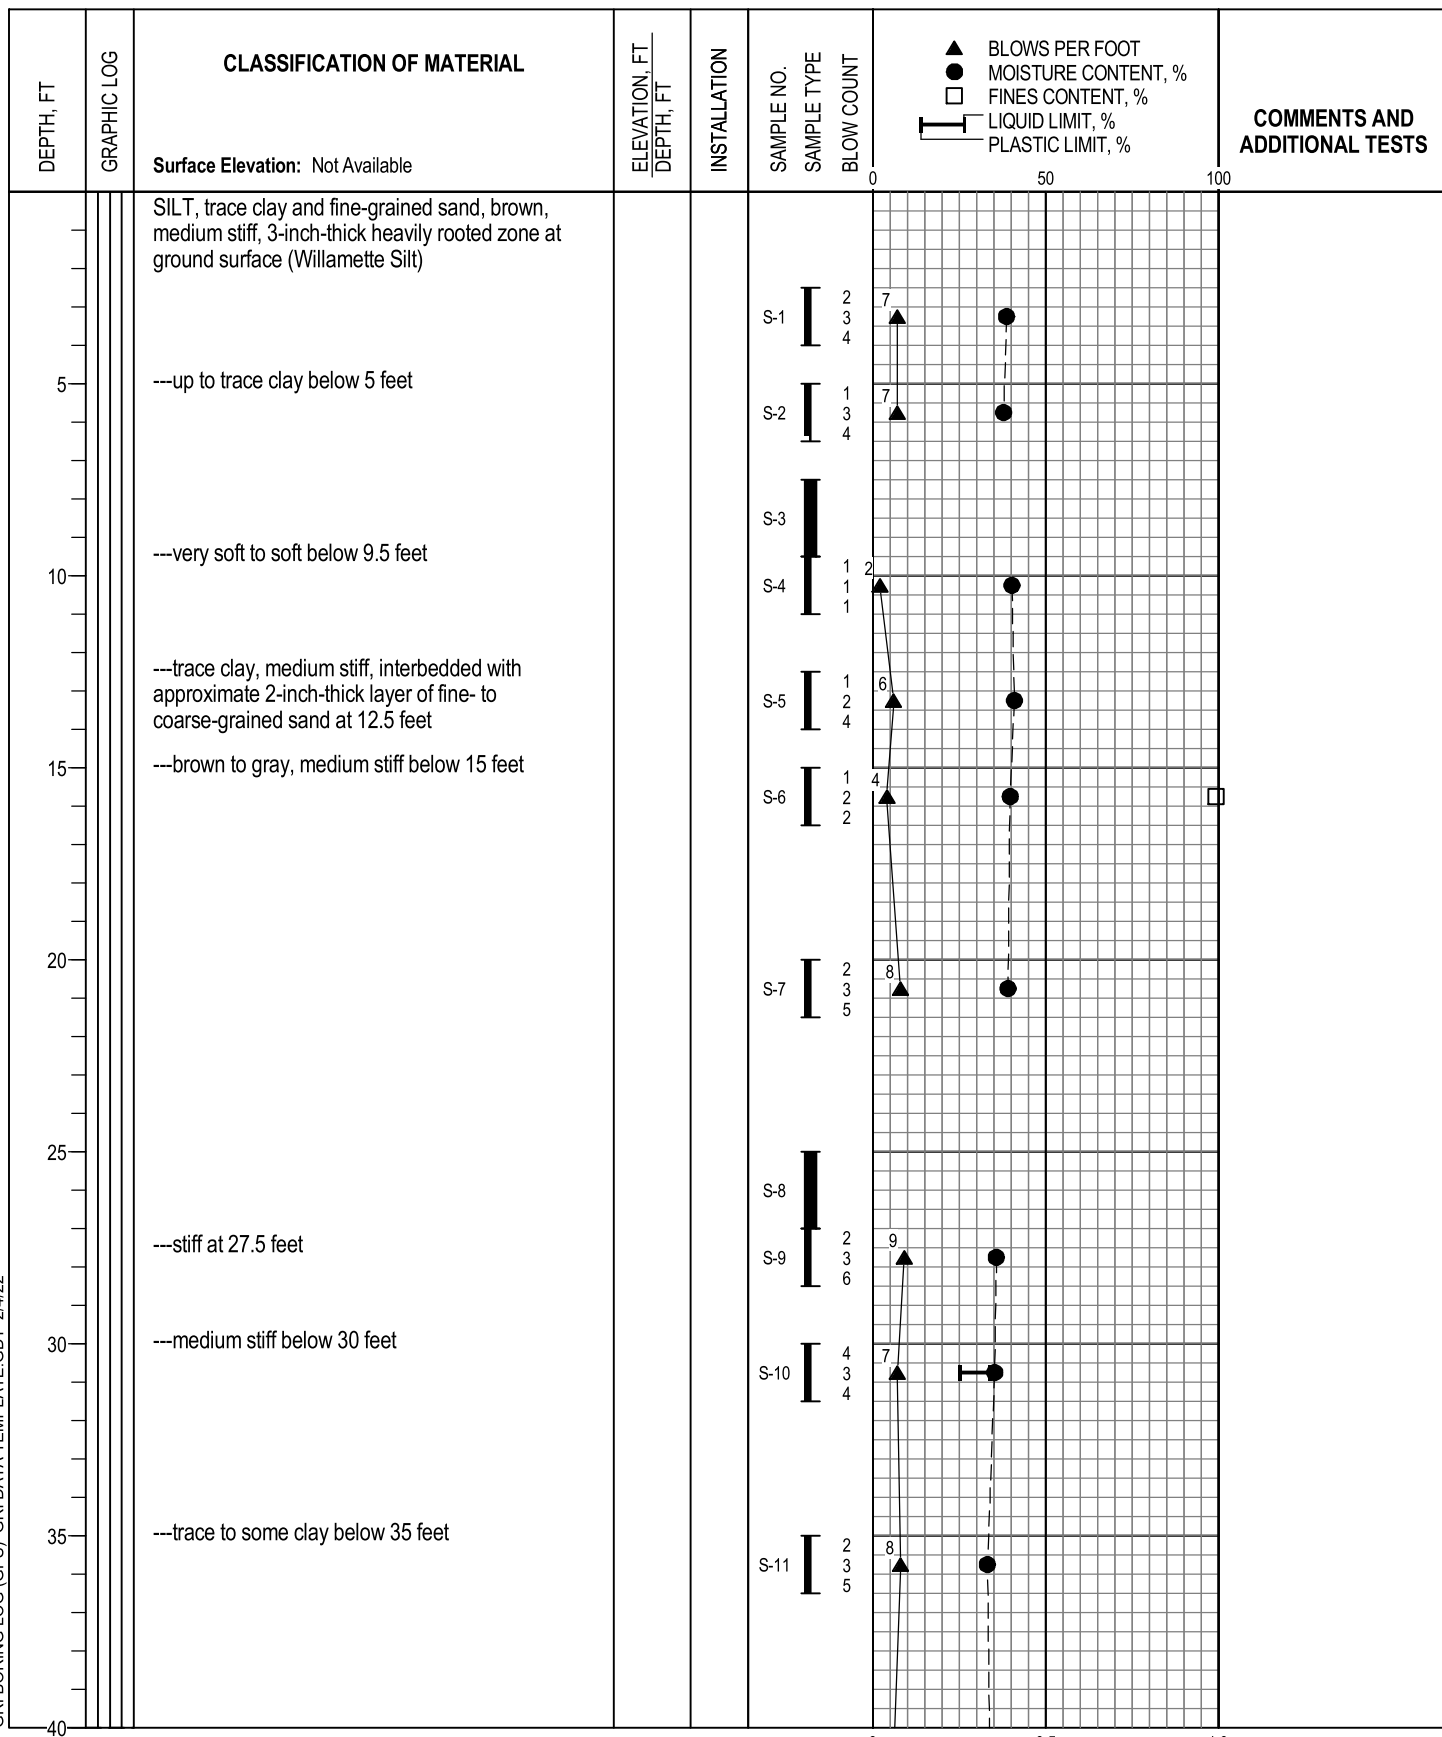 DEPTH, FT
GRAPHIC LOG
CLASSIFICATION OF MATERIAL
Surface Elevation: Not Available
ELEVATION, FT
DEPTH, FT
INSTALLATION
SAMPLE NO.
SAMPLE TYPE
BLOW COUNT
BLOWS PER FOOT
MOISTURE CONTENT, %
FINES CONTENT, %
LIQUID LIMIT, %
PLASTIC LIMIT, %
0 50 100
COMMENTS AND
ADDITIONAL TESTS
SILT, trace clay and fine-grained sand, brown,
medium stiff, 3-inch-thick heavily rooted zone at
ground surface (Willamette Silt)
S-1
2
3
4
7
5
---up to trace clay below 5 feet
S-2
1
3
4
7
S-3
---very soft to soft below 9.5 feet
10
S-4
1
1
1
2
---trace clay, medium stiff, interbedded with
approximate 2-inch-thick layer of fine- to
coarse-grained sand at 12.5 feet
S-5
1
2
4
6
15
---brown to gray, medium stiff below 15 feet
S-6
1
2
2
4
20
S-7
2
3
5
8
25
S-8
---stiff at 27.5 feet
S-9
2
3
6
9
30
---medium stiff below 30 feet
S-10
4
3
4
7
35
---trace to some clay below 35 feet
S-11
2
3
5
8
40